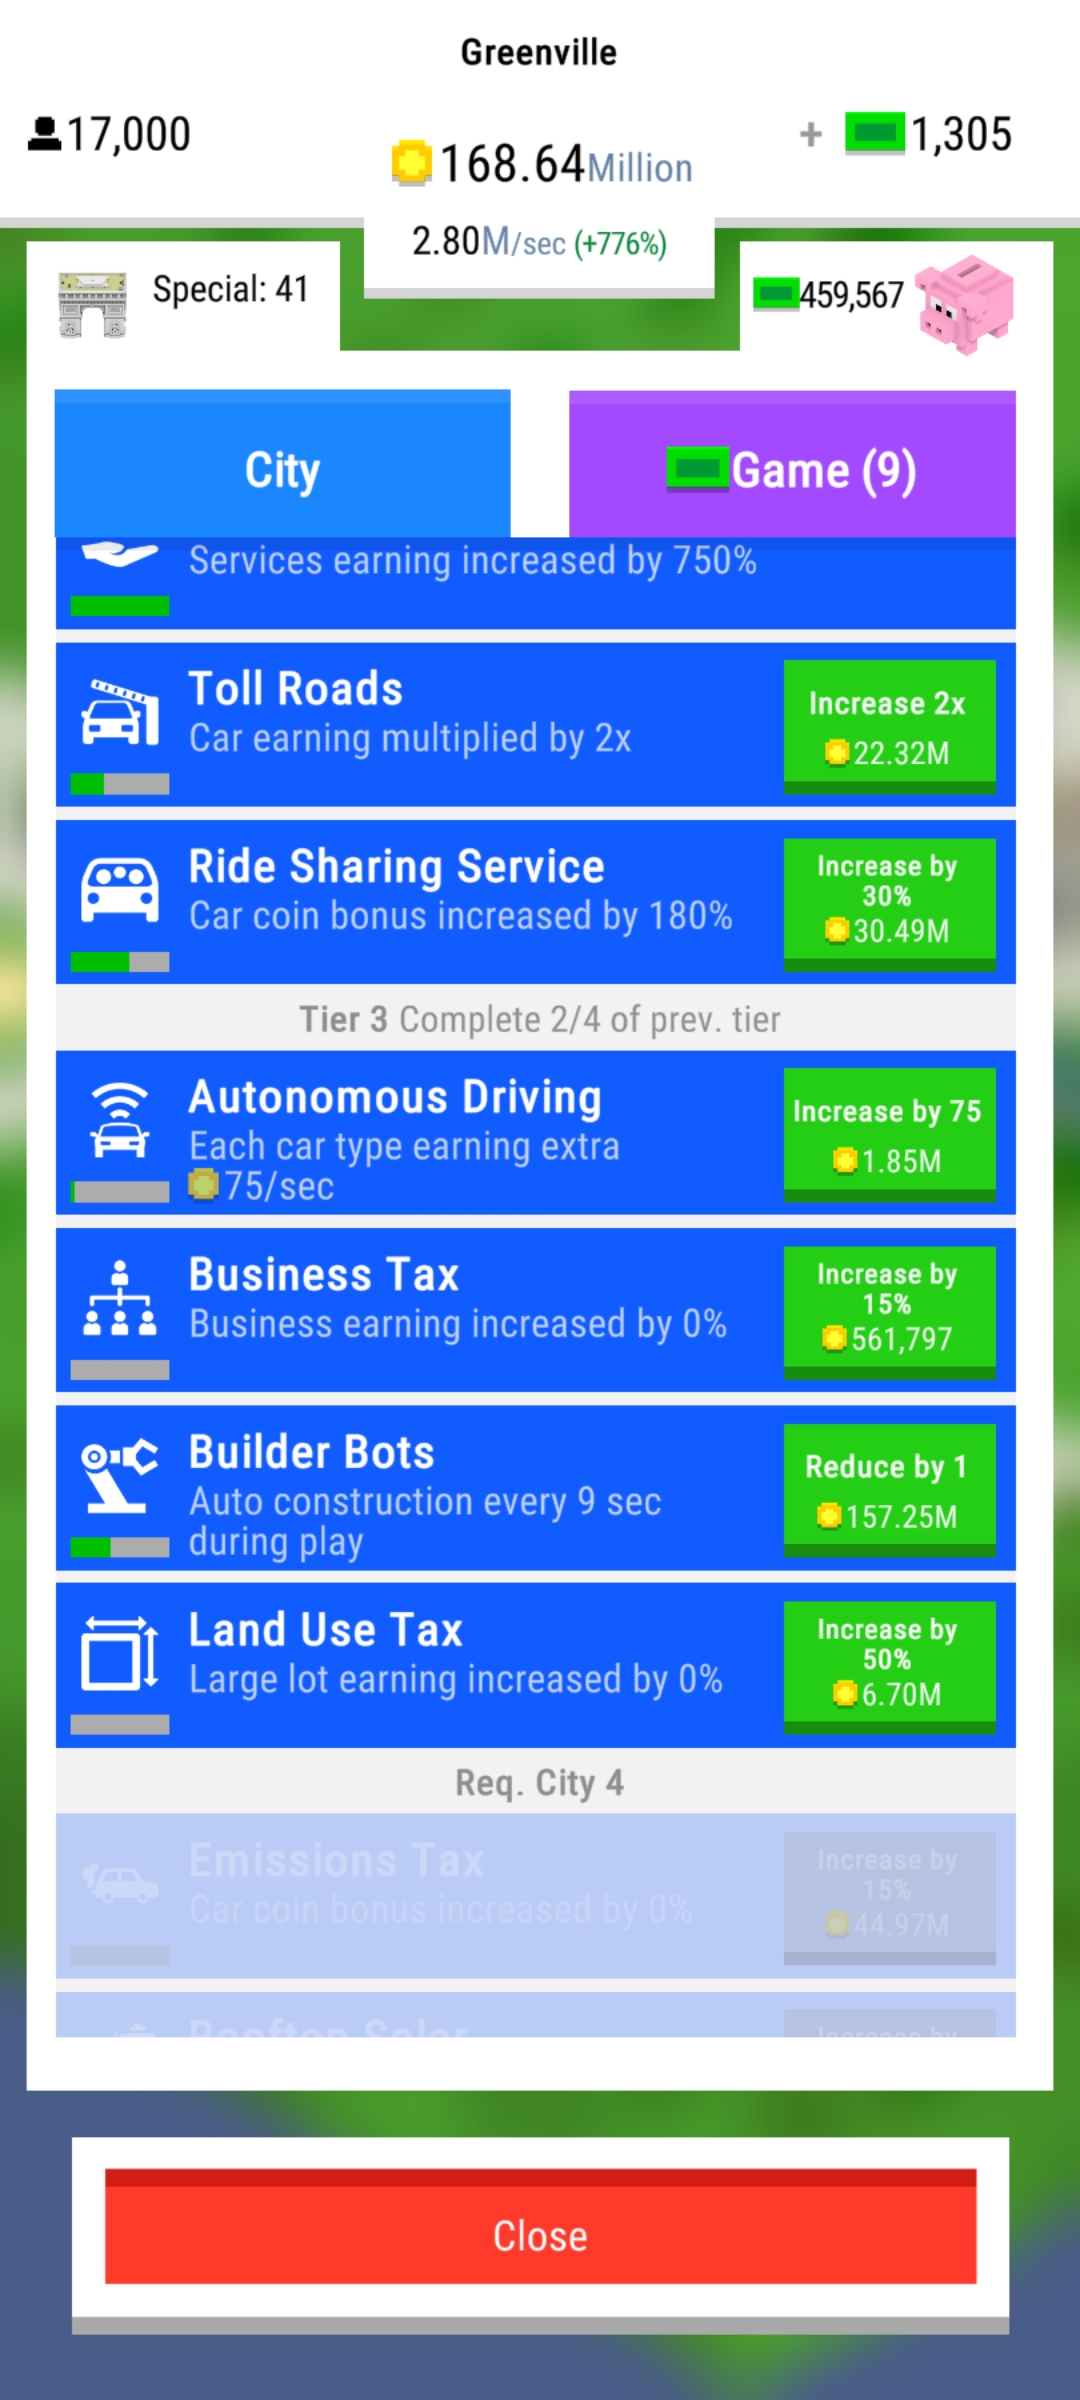 Greenville
17,000
168.64Million
+ 1,305
2.80M/sec (+776%)
Special: 41
459,567
City
Game (9)
Services earning increased by 750%
Toll Roads
Car earning multiplied by 2x
Increase 2x
22.32M
Ride Sharing Service
Car coin bonus increased by 180%
Increase by
30%
30.49M
Tier 3 Complete 2/4 of prev. tier
Autonomous Driving
Each car type earning extra
75/sec
Increase by 75
1.85M
Business Tax
Business earning increased by 0%
Increase by
15%
561,797
Builder Bots
Auto construction every 9 sec
during play
Reduce by 1
157.25M
Land Use Tax
Large lot earning increased by 0%
Increase by
50%
6.70M
Req. City 4
Emissions Tax
Car coin bonus increased by 0%
Increase by
15%
44.97M
Rooftop Solar
Increase by
Close